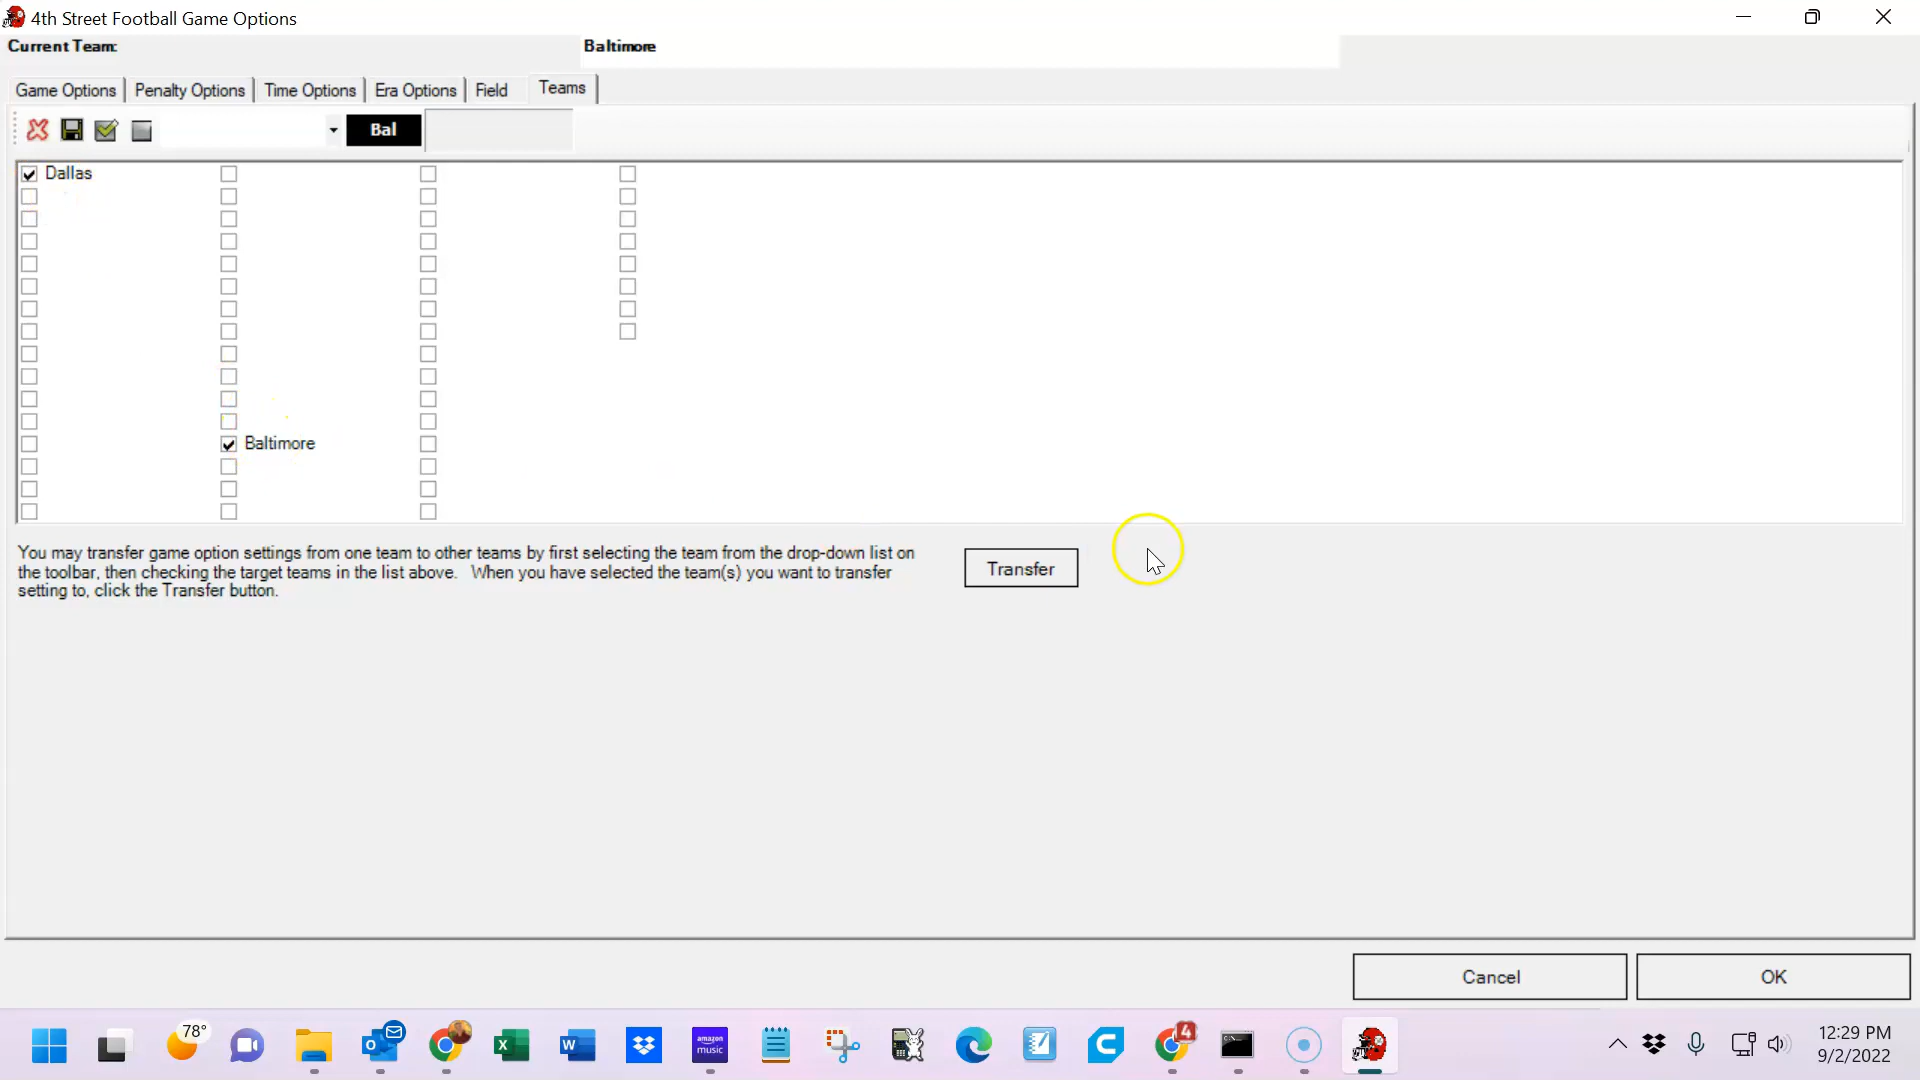 4th Street Football Game Options
Current Team: Baltimore
Game Options Penalty Options Time Options Era Options Field Teams
Bal
Dallas
Baltimore
You may transfer game option settings from one team to other teams by first selecting the team from the drop-down list on
the toolbar, then checking the target teams in the list above. When you have selected the team(s) you want to transfer
setting to, click the Transfer button.
Transfer
Cancel OK
78°
amazon
music
4
12:29 PM
9/2/2022